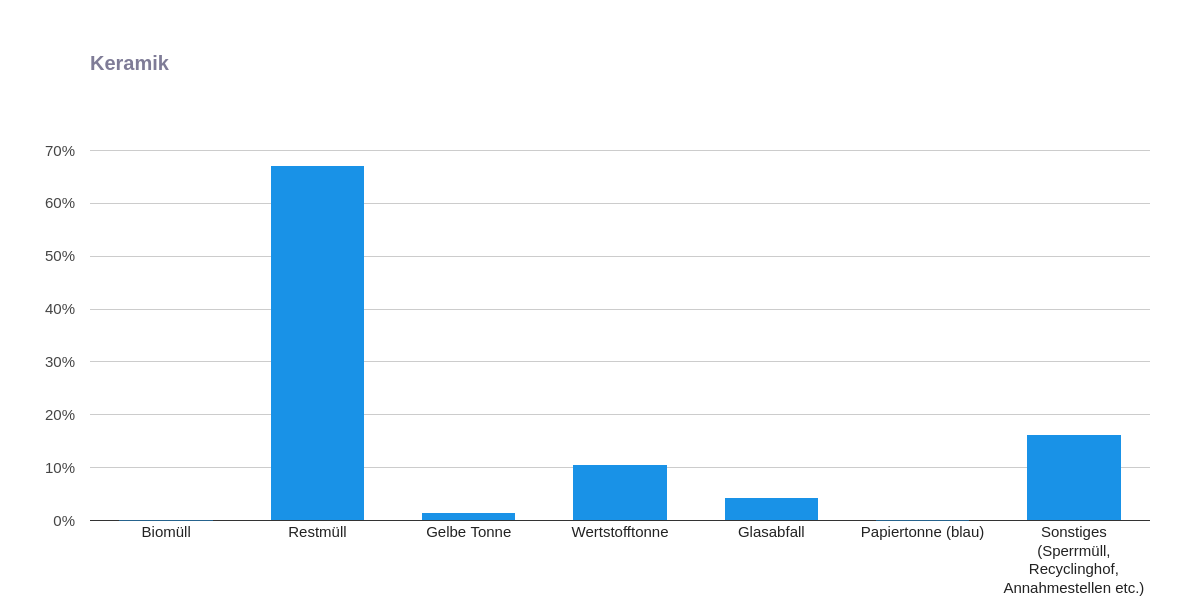 Keramik
70%
60%
50%
40%
30%
20%
10%
0%
Biomüll
Restmüll
Gelbe Tonne
Wertstofftonne
Glasabfall
Papiertonne (blau)
Sonstiges
(Sperrmüll,
Recyclinghof,
Annahmestellen etc.)